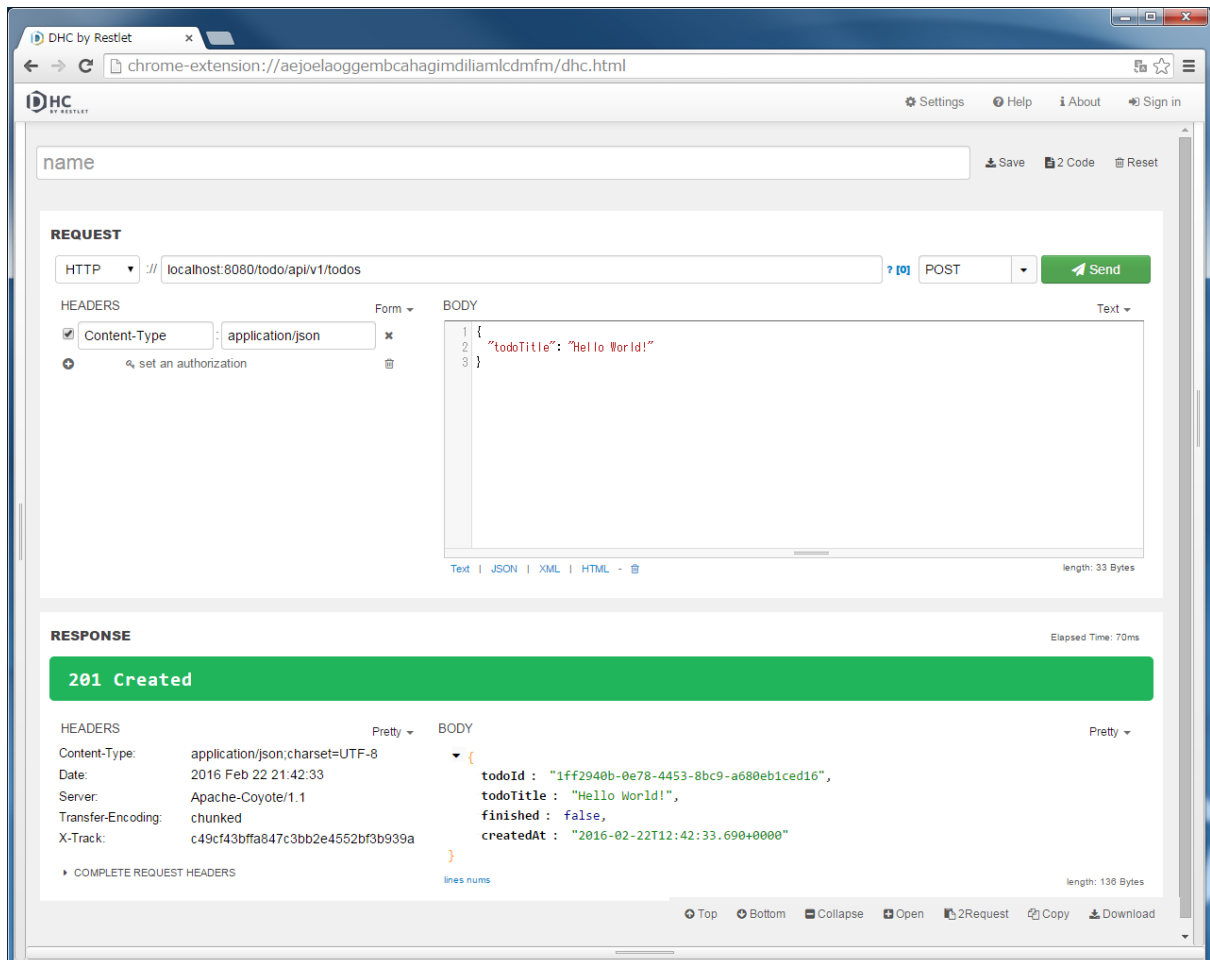 DHC by Restlet
chrome-extension://aejoelaoggembcahagimdiliamlcdmfm/dhc.html
DHC
BY RESTLET
Settings Help About Sign in
name
Save 2 Code Reset
REQUEST
HTTP :// localhost:8080/todo/api/v1/todos ? [0] POST Send
HEADERS Form BODY Text
Content-Type : application/json
set an authorization
1 {
2 "todoTitle": "Hello World!"
3 }
Text | JSON | XML | HTML - length: 33 Bytes
RESPONSE Elapsed Time: 70ms
201 Created
HEADERS Pretty BODY Pretty
Content-Type: application/json;charset=UTF-8
Date: 2016 Feb 22 21:42:33
Server: Apache-Coyote/1.1
Transfer-Encoding: chunked
X-Track: c49cf43bffa847c3bb2e4552bf3b939a
COMPLETE REQUEST HEADERS
{
todoId : "1ff2940b-0e78-4453-8bc9-a680eb1ced16",
todoTitle : "Hello World!",
finished : false,
createdAt : "2016-02-22T12:42:33.690+0000"
}
lines nums length: 136 Bytes
Top Bottom Collapse Open 2Request Copy Download